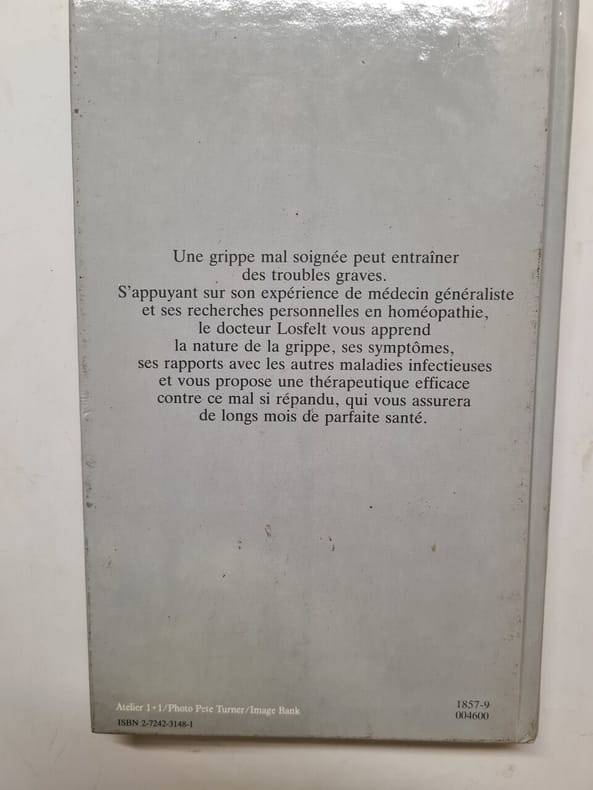 Une grippe mal soignée peut entraîner
des troubles graves.
S'appuyant sur son expérience de médecin généraliste
et ses recherches personnelles en homéopathie,
le docteur Losfelt vous apprend
la nature de la grippe, ses symptômes,
ses rapports avec les autres maladies infectieuses
et vous propose une thérapeutique efficace
contre ce mal si répandu, qui vous assurera
de longs mois de parfaite santé.
Atelier 1+1/Photo Pete Turner/Image Bank
ISBN 2-7242-3148-1
1857-9
004600